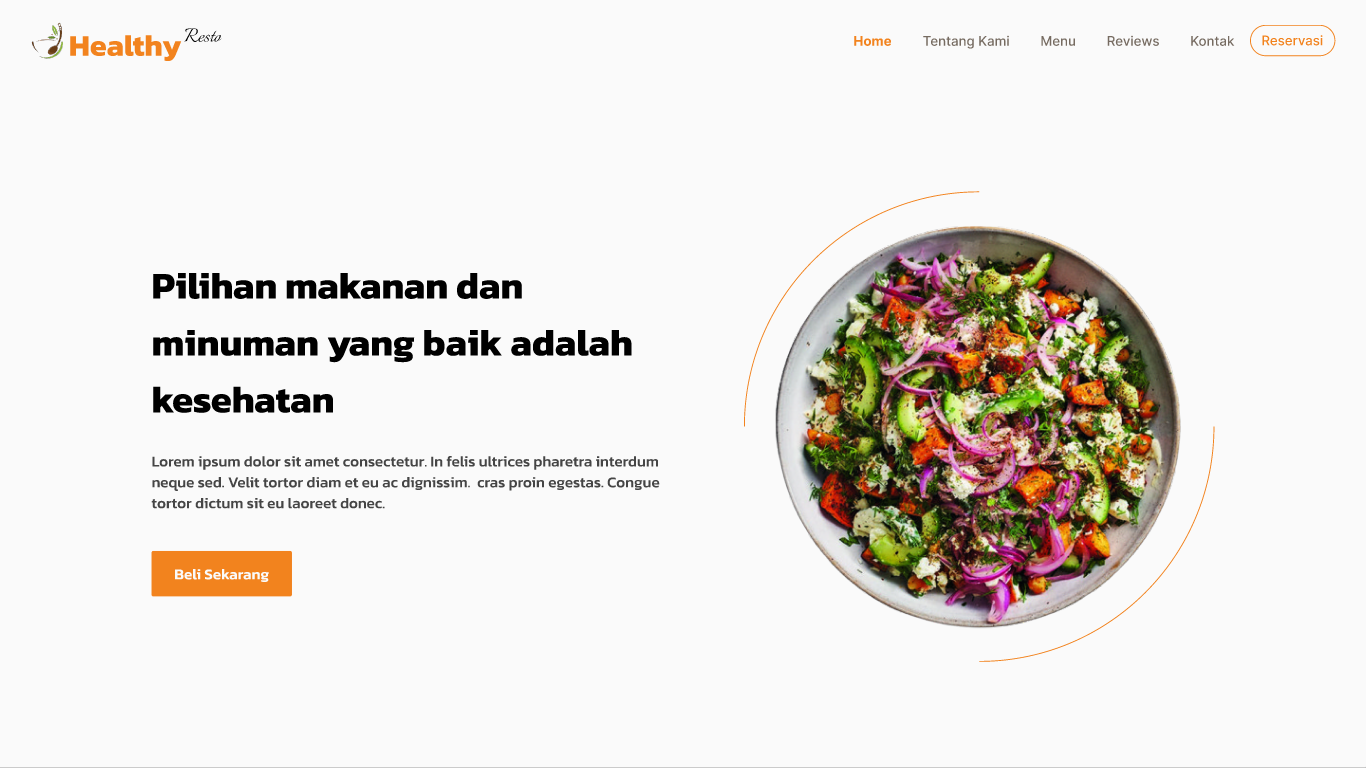 Healthy Resto
Home Tentang Kami Menu Reviews Kontak Reservasi
Pilihan makanan dan
minuman yang baik adalah
kesehatan
Lorem ipsum dolor sit amet consectetur. In felis ultrices pharetra interdum
neque sed. Velit tortor diam et eu ac dignissim.  cras proin egestas. Congue
tortor dictum sit eu laoreet donec.
Beli Sekarang